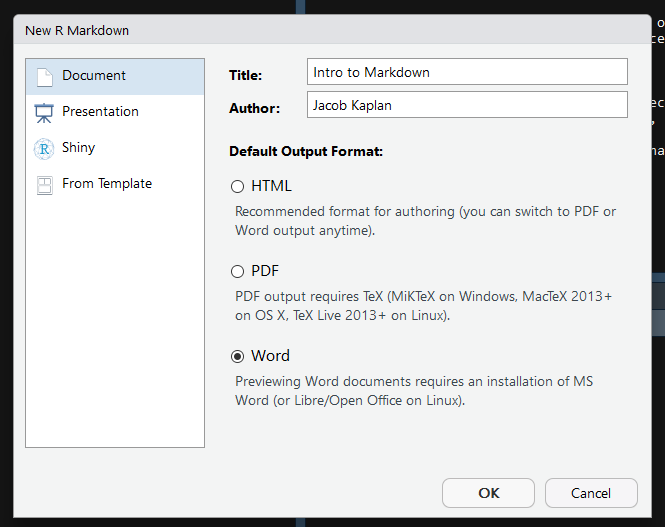 New R Markdown
Document
Presentation
Shiny
From Template
Title: Intro to Markdown
Author: Jacob Kaplan
Default Output Format:
HTML
Recommended format for authoring (you can switch to PDF or
Word output anytime).
PDF
PDF output requires TeX (MiKTeX on Windows, MacTeX 2013+
on OS X, TeX Live 2013+ on Linux).
Word
Previewing Word documents requires an installation of MS
Word (or Libre/Open Office on Linux).
OK Cancel